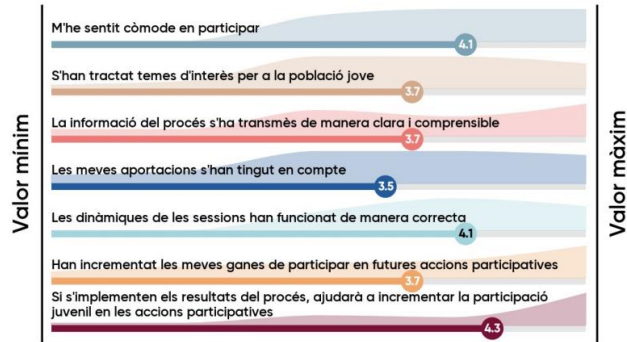 Valor mínim
M'he sentit còmode en participar
4.1
S'han tractat temes d'interès per a la població jove
3.7
La informació del procés s'ha transmès de manera clara i comprensible
3.7
Les meves aportacions s'han tingut en compte
3.5
Les dinàmiques de les sessions han funcionat de manera correcta
4.1
Han incrementat les meves ganes de participar en futures accions participatives
3.7
Si s'implementen els resultats del procés, ajudarà a incrementar la participació
juvenil en les accions participatives
4.3
Valor màxim